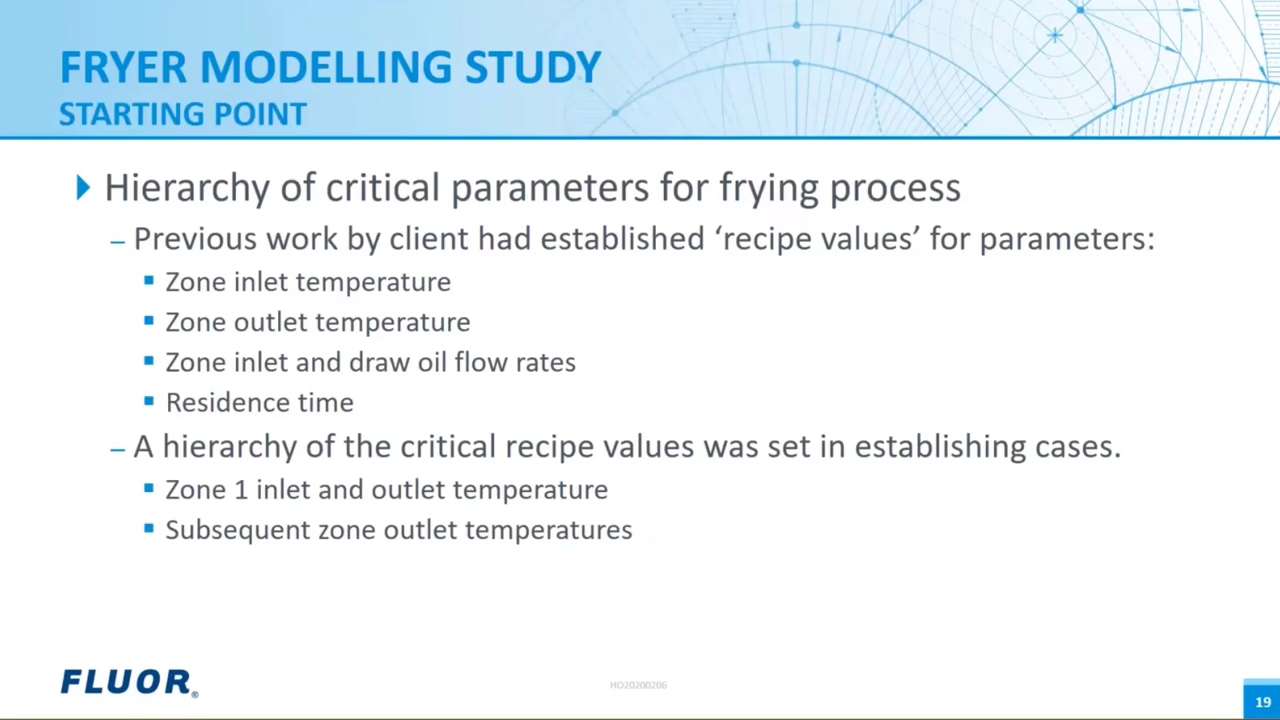 FRYER MODELLING STUDY
STARTING POINT
Hierarchy of critical parameters for frying process
– Previous work by client had established ‘recipe values’ for parameters:
Zone inlet temperature
Zone outlet temperature
Zone inlet and draw oil flow rates
Residence time
– A hierarchy of the critical recipe values was set in establishing cases.
Zone 1 inlet and outlet temperature
Subsequent zone outlet temperatures
FLUOR®
HO20200206
19